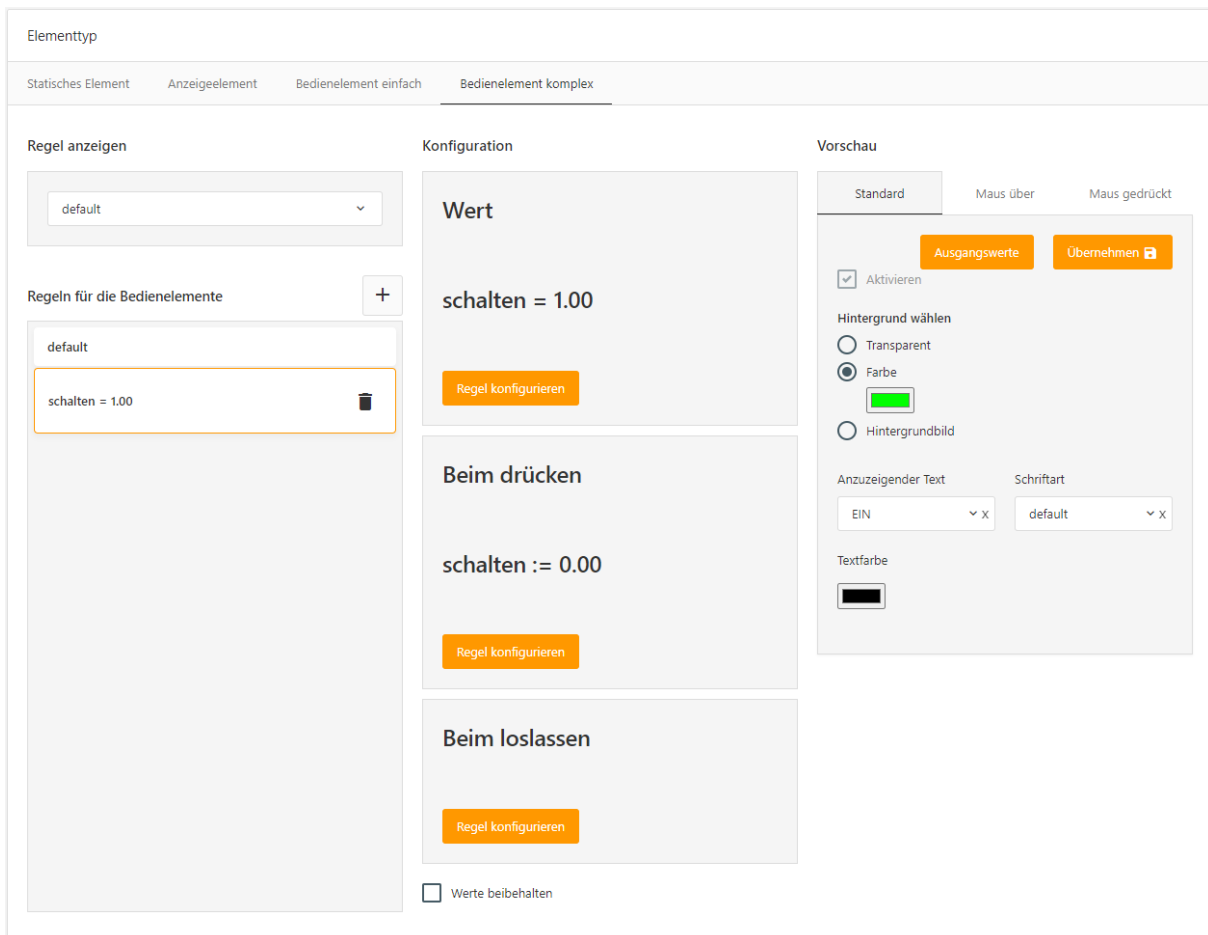 Elementtyp
Statisches Element Anzeigeelement Bedienelement einfach Bedienelement komplex
Regel anzeigen
default
Regeln für die Bedienelemente
default
schalten = 1.00
Konfiguration
Wert
schalten = 1.00
Regel konfigurieren
Beim drücken
schalten := 0.00
Regel konfigurieren
Beim loslassen
Regel konfigurieren
Werte beibehalten
Vorschau
Standard Maus über Maus gedrückt
Ausgangswerte Übernehmen
Aktivieren
Hintergrund wählen
Transparent
Farbe
Hintergrundbild
Anzuzeigender Text Schriftart
EIN x default x
Textfarbe